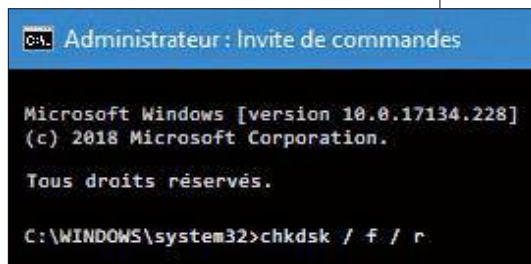 Administrateur : Invite de commandes
Microsoft Windows [version 10.0.17134.228]
(c) 2018 Microsoft Corporation.
Tous droits réservés.
C:\WINDOWS\system32>chkdsk / f / r